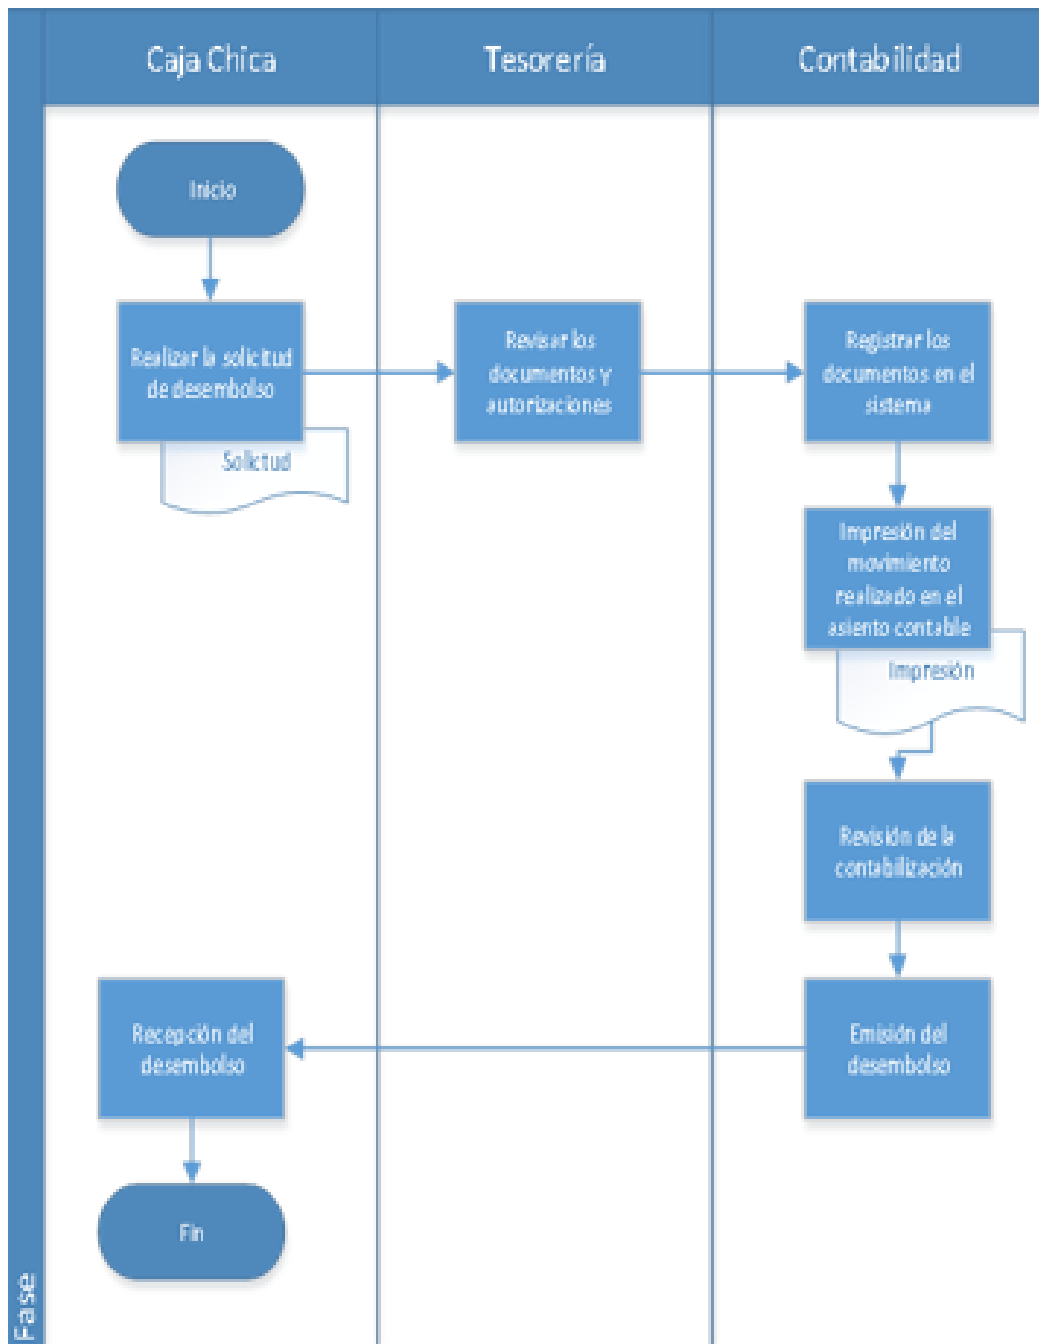 Caja Chica
Tesorería
Contabilidad
Inicio
Realizar la solicitud
de desembolso
Solicitud
Revisar los
documentos y
autorizaciones
Registrar los
documentos en el
sistema
Impresión del
movimiento
realizado en el
asiento contable
Impresión
Revisión de la
contabilización
Emisión del
desembolso
Recepción del
desembolso
Fin
Fase